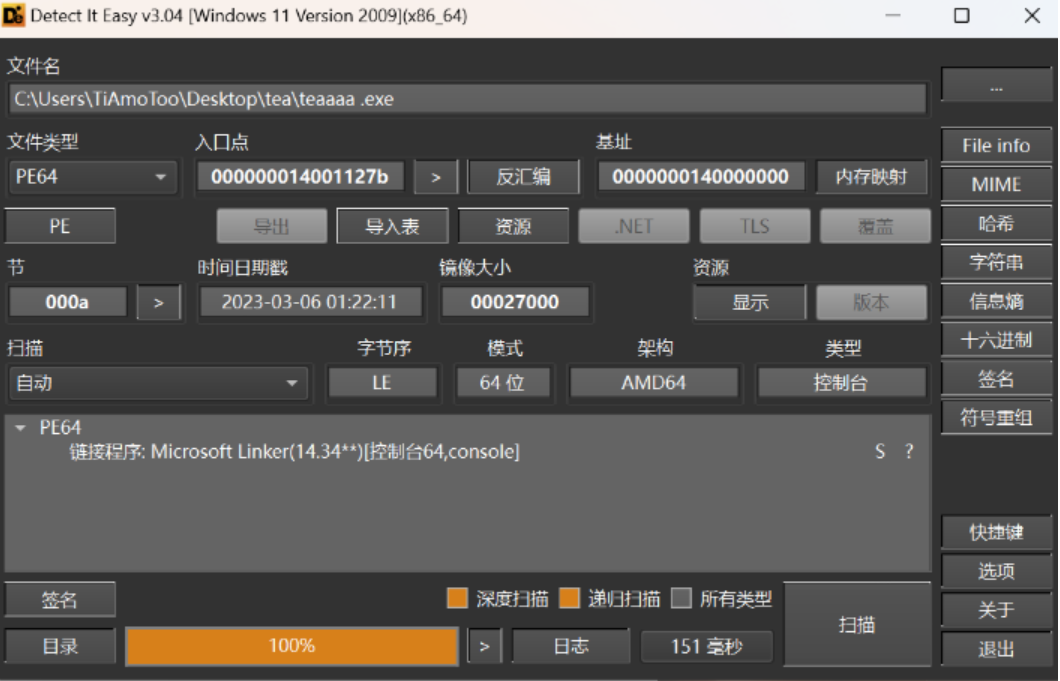 Detect It Easy v3.04 [Windows 11 Version 2009](x86_64)
文件名
C:\Users\TiAmoToo\Desktop\tea\teaaaa .exe
...
文件类型 入口点 基址
File info
PE64 000000014001127b > 反汇编 0000000140000000 内存映射
MIME
PE 导出 导入表 资源 .NET TLS 覆盖
哈希
节 时间日期戳 镜像大小 资源
字符串
000a > 2023-03-06 01:22:11 00027000 显示 版本
信息熵
扫描 字节序 模式 架构 类型
十六进制
自动 LE 64 位 AMD64 控制台
签名
符号重组
PE64
链接程序: Microsoft Linker(14.34**)[控制台64,console] S ?
快捷键
选项
签名 深度扫描 递归扫描 所有类型 扫描
关于
目录 100% > 日志 151 毫秒
退出